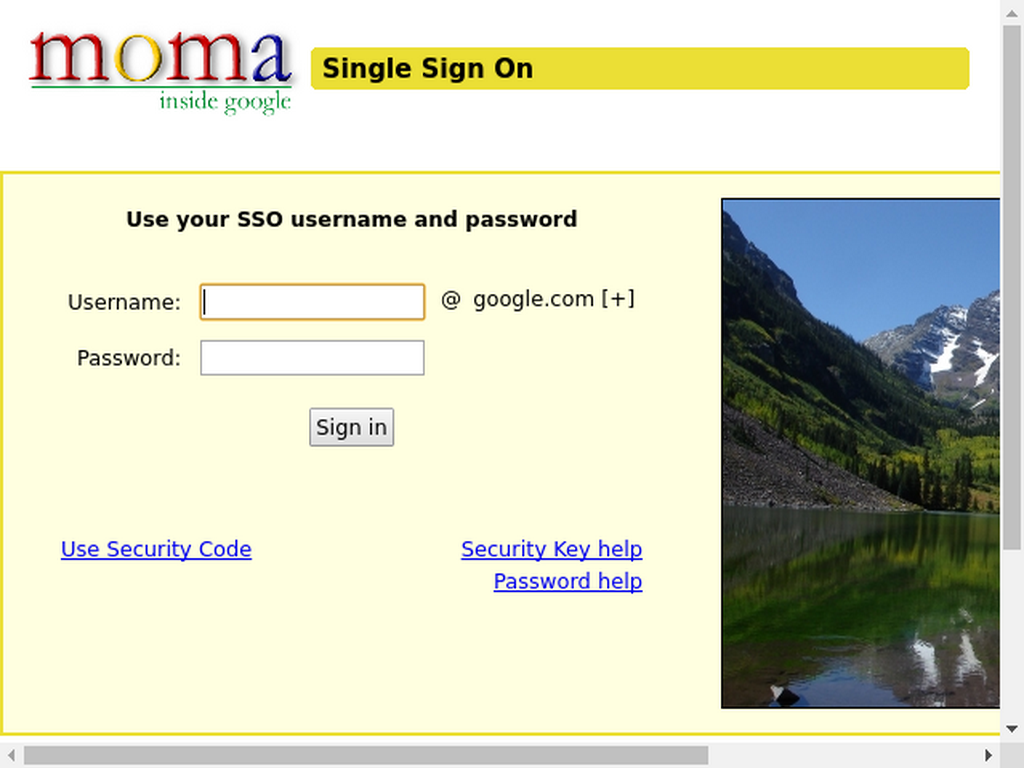 moma
inside google
Single Sign On
Use your SSO username and password
Username: @ google.com [+]
Password:
Sign in
Use Security Code
Security Key help
Password help